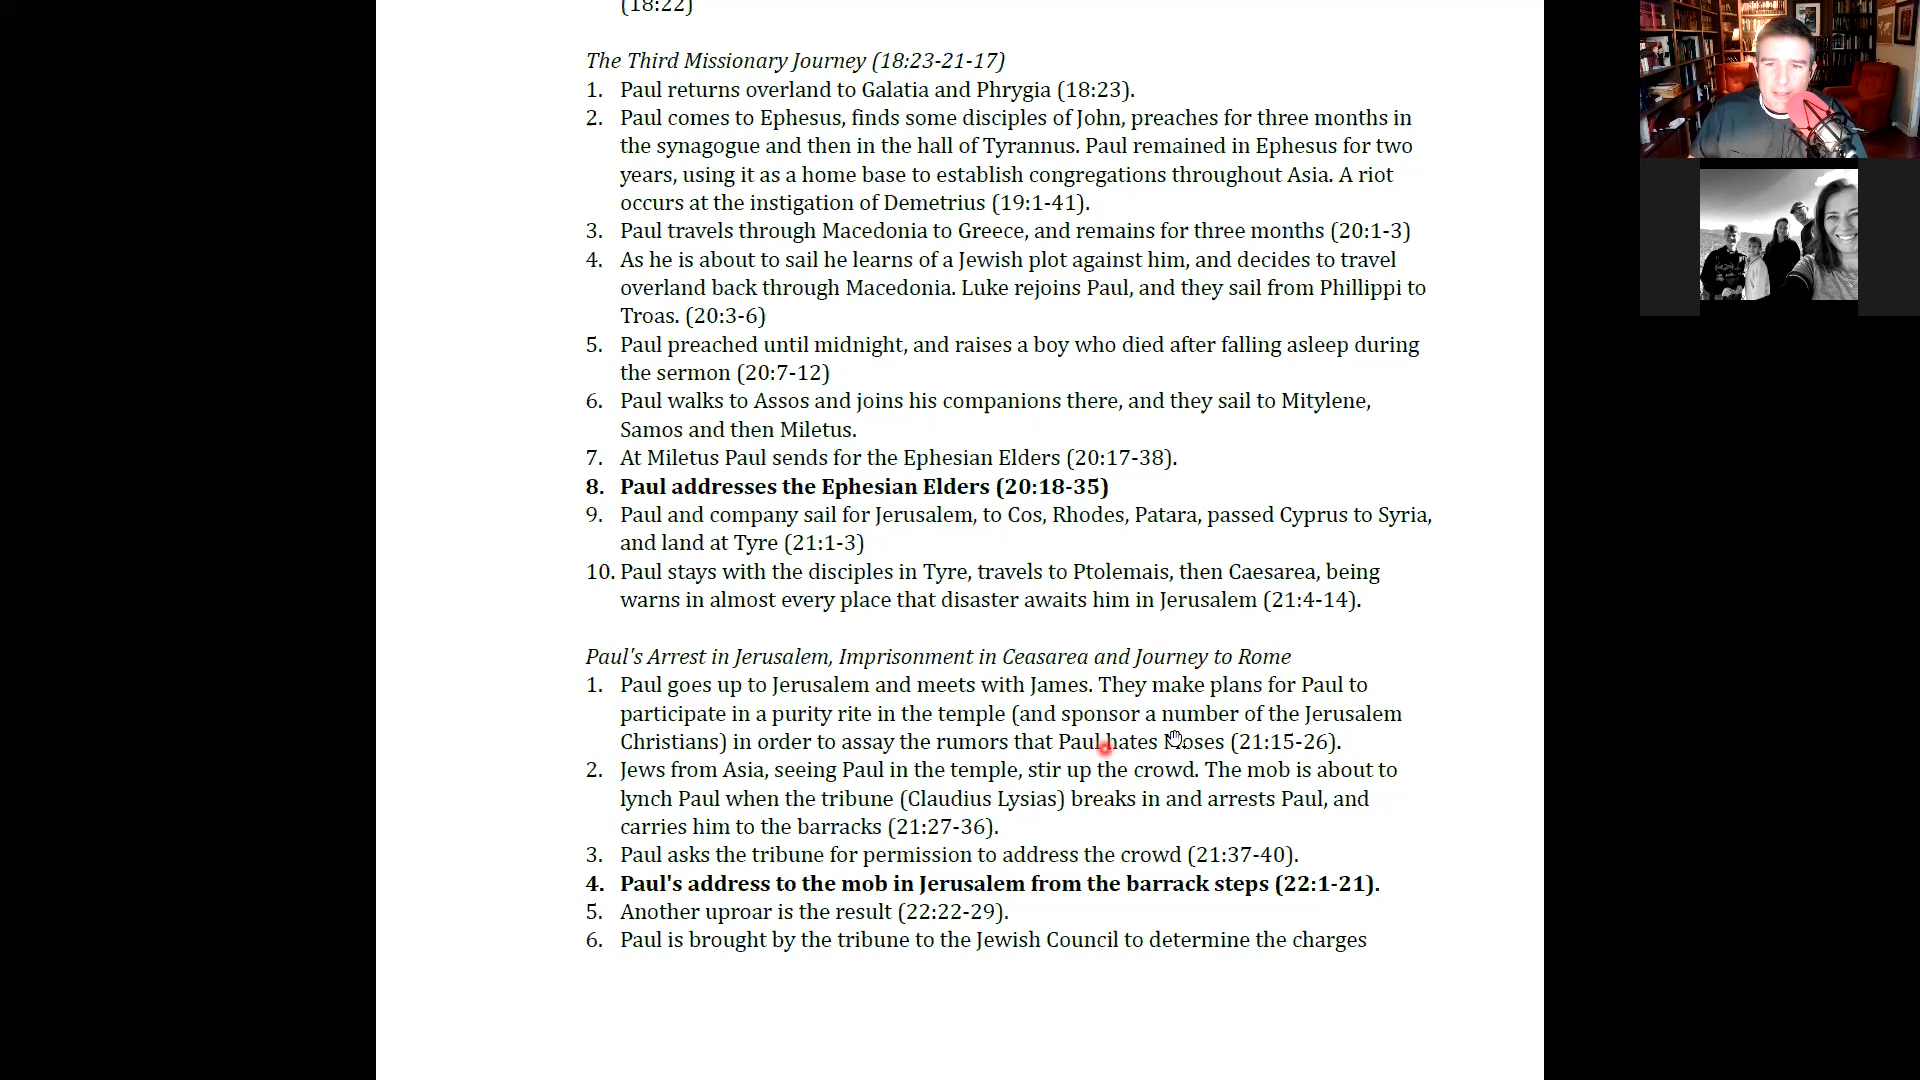 (18:22)
The Third Missionary Journey (18:23-21-17)
1. Paul returns overland to Galatia and Phrygia (18:23).
2. Paul comes to Ephesus, finds some disciples of John, preaches for three months in
the synagogue and then in the hall of Tyrannus. Paul remained in Ephesus for two
years, using it as a home base to establish congregations throughout Asia. A riot
occurs at the instigation of Demetrius (19:1-41).
3. Paul travels through Macedonia to Greece, and remains for three months (20:1-3)
4. As he is about to sail he learns of a Jewish plot against him, and decides to travel
overland back through Macedonia. Luke rejoins Paul, and they sail from Phillippi to
Troas. (20:3-6)
5. Paul preached until midnight, and raises a boy who died after falling asleep during
the sermon (20:7-12)
6. Paul walks to Assos and joins his companions there, and they sail to Mitylene,
Samos and then Miletus.
7. At Miletus Paul sends for the Ephesian Elders (20:17-38).
8. Paul addresses the Ephesian Elders (20:18-35)
9. Paul and company sail for Jerusalem, to Cos, Rhodes, Patara, passed Cyprus to Syria,
and land at Tyre (21:1-3)
10. Paul stays with the disciples in Tyre, travels to Ptolemais, then Caesarea, being
warns in almost every place that disaster awaits him in Jerusalem (21:4-14).
Paul's Arrest in Jerusalem, Imprisonment in Ceasarea and Journey to Rome
1. Paul goes up to Jerusalem and meets with James. They make plans for Paul to
participate in a purity rite in the temple (and sponsor a number of the Jerusalem
Christians) in order to assay the rumors that Paul hates Moses (21:15-26).
2. Jews from Asia, seeing Paul in the temple, stir up the crowd. The mob is about to
lynch Paul when the tribune (Claudius Lysias) breaks in and arrests Paul, and
carries him to the barracks (21:27-36).
3. Paul asks the tribune for permission to address the crowd (21:37-40).
4. Paul's address to the mob in Jerusalem from the barrack steps (22:1-21).
5. Another uproar is the result (22:22-29).
6. Paul is brought by the tribune to the Jewish Council to determine the charges